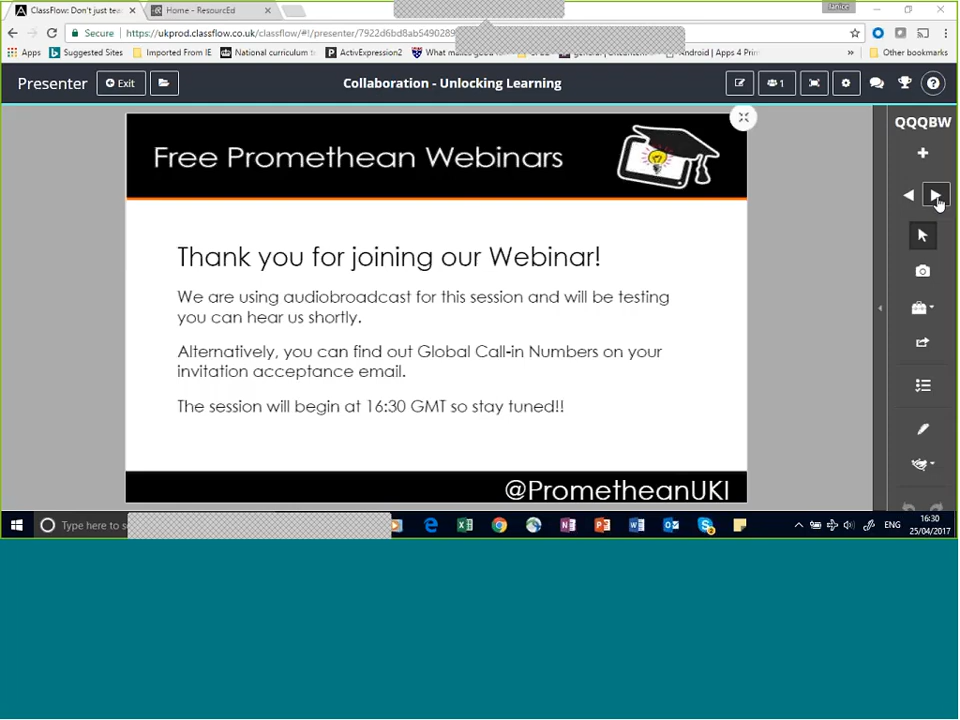 ClassFlow: Don't just tea
Home - ResourcEd
Secure
https://ukprod.classflow.co.uk/classflow/#!/presenter/7922d6bd8ab5490289
Apps
Suggested Sites
Imported From IE
National curriculum
ActivExpression2
Android | Apps 4 Prim
Other bookmarks
Presenter
Exit
Collaboration - Unlocking Learning
1
QQQBW
Free Promethean Webinars
Thank you for joining our Webinar!
We are using audiobroadcast for this session and will be testing
you can hear us shortly.
Alternatively, you can find out Global Call-in Numbers on your
invitation acceptance email.
The session will begin at 16:30 GMT so stay tuned!!
@PrometheanUKI
Type here to s
ENG
16:30
25/04/2017